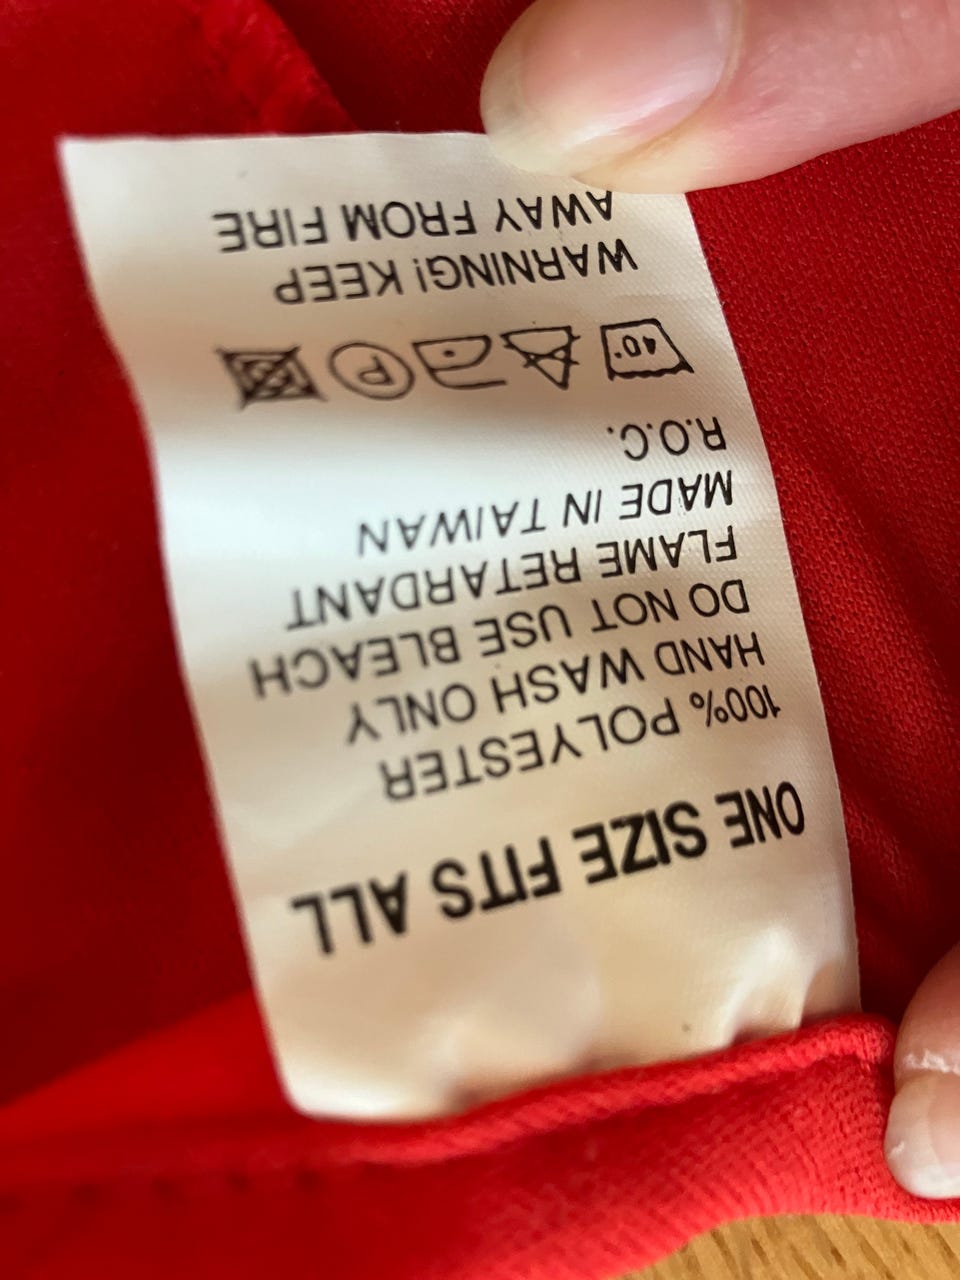 ONE SIZE FITS ALL
100% POLYESTER
HAND WASH ONLY
DO NOT USE BLEACH
FLAME RETARDANT
MADE IN TAIWAN
R.O.C.
40° P
WARNING! KEEP
AWAY FROM FIRE